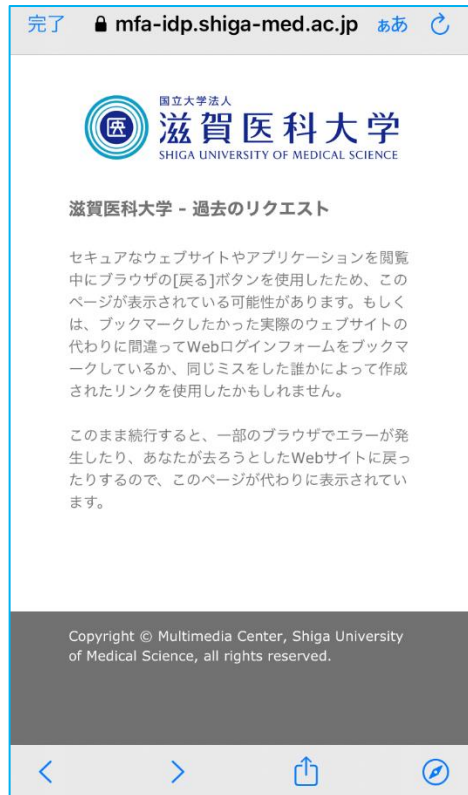 完了 mfa-idp.shiga-med.ac.jp ぁあ
国立大学法人
医 滋賀医科大学
SHIGA UNIVERSITY OF MEDICAL SCIENCE
滋賀医科大学 - 過去のリクエスト
セキュアなウェブサイトやアプリケーションを閲覧
中にブラウザの[戻る]ボタンを使用したため、この
ページが表示されている可能性があります。もしく
は、ブックマークしたかった実際のウェブサイトの
代わりに間違ってWebログインフォームをブックマ
ークしているか、同じミスをした誰かによって作成
されたリンクを使用したかもしれません。
このまま続行すると、一部のブラウザでエラーが発
生したり、あなたが去ろうとしたWebサイトに戻っ
たりするので、このページが代わりに表示されてい
ます。
Copyright © Multimedia Center, Shiga University
of Medical Science, all rights reserved.